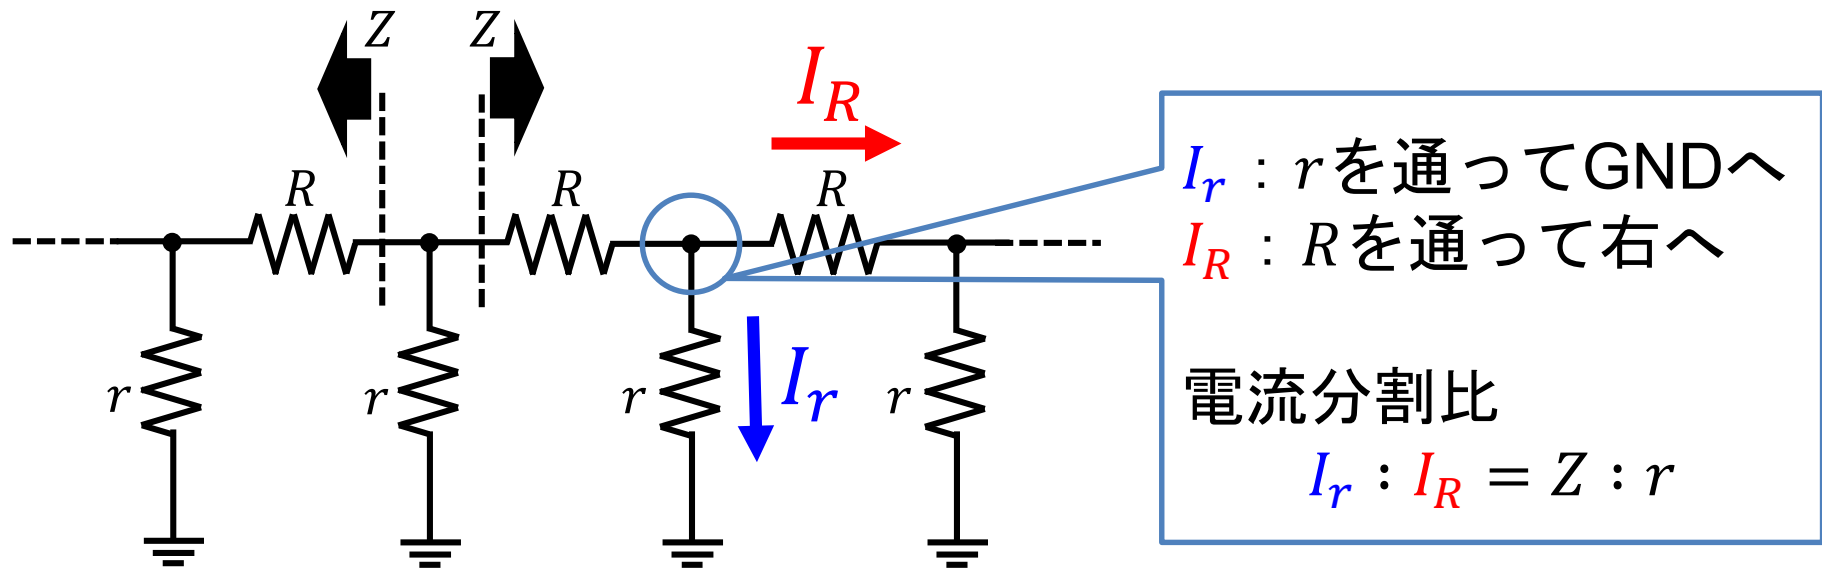 Z Z
I_R
R R R
r r r r
I_r
I_r : rを通ってGNDへ
I_R : Rを通って右へ
電流分割比
I_r : I_R = Z : r